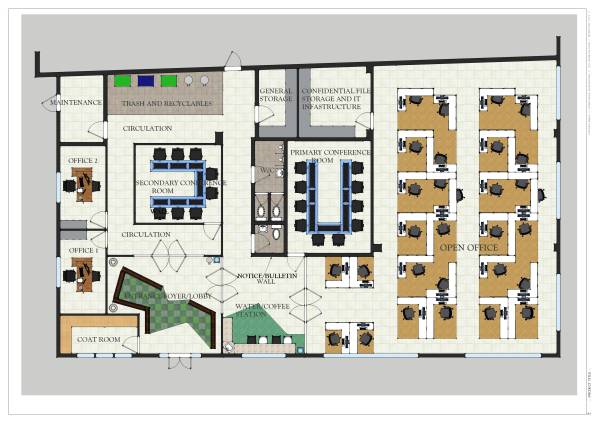 GENERAL
STORAGE
CONFIDENTIAL FILE
STORAGE AND IT
INFASTRUCTURE
MAINTENANCE
TRASH AND RECYCLABLES
CIRCULATION
OFFICE 2
SECONDARY CONFERENCE
ROOM
PRIMARY CONFERENCE
ROOM
CIRCULATION
OFFICE 1
OPEN OFFICE
NOTICE/BULLETIN
WALL
ENTRANCE FOYER/LOBBY
WATER/COFFEE
STATION
COAT ROOM